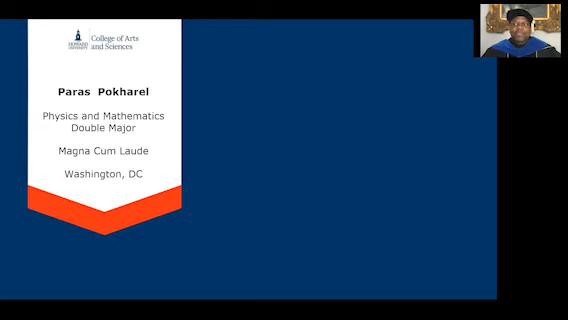 HOWARD
UNIVERSITY
College of Arts
and Sciences
Paras Pokharel
Physics and Mathematics
Double Major
Magna Cum Laude
Washington, DC